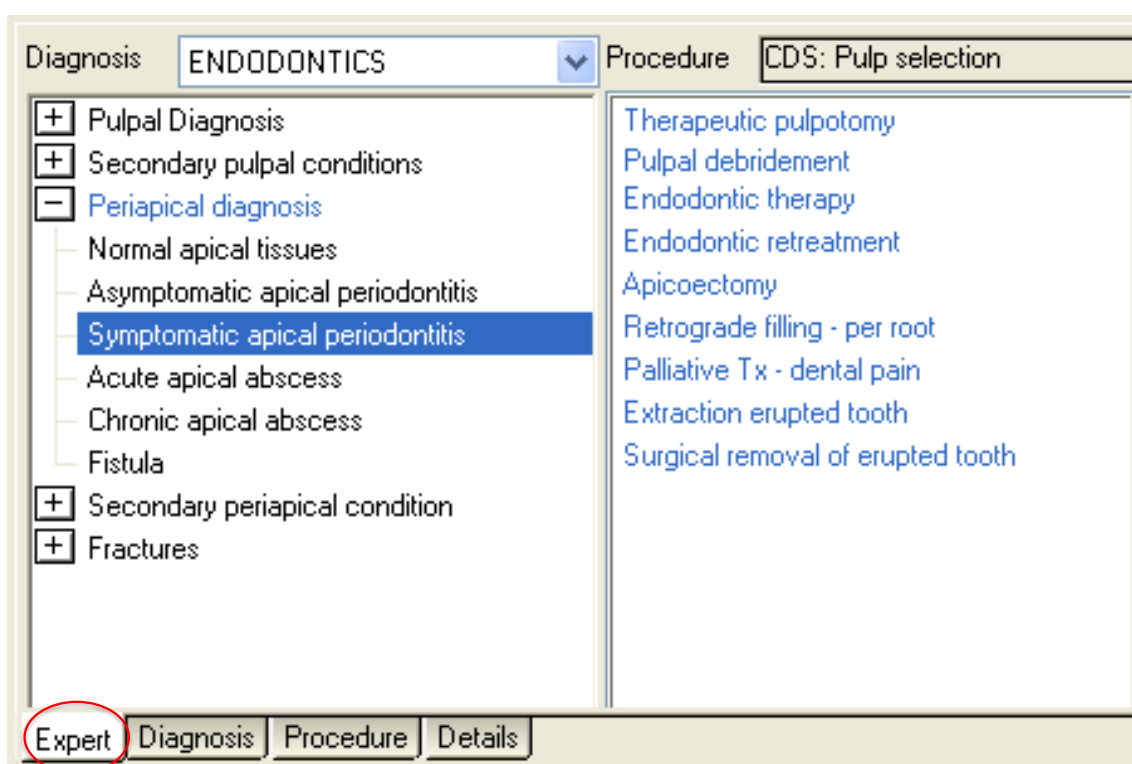 Diagnosis ENDODONTICS Procedure CDS: Pulp selection
Pulpal Diagnosis
Secondary pulpal conditions
Periapical diagnosis
Normal apical tissues
Asymptomatic apical periodontitis
Symptomatic apical periodontitis
Acute apical abscess
Chronic apical abscess
Fistula
Secondary periapical condition
Fractures
Therapeutic pulpotomy
Pulpal debridement
Endodontic therapy
Endodontic retreatment
Apicoectomy
Retrograde filling - per root
Palliative Tx - dental pain
Extraction erupted tooth
Surgical removal of erupted tooth
Expert Diagnosis Procedure Details